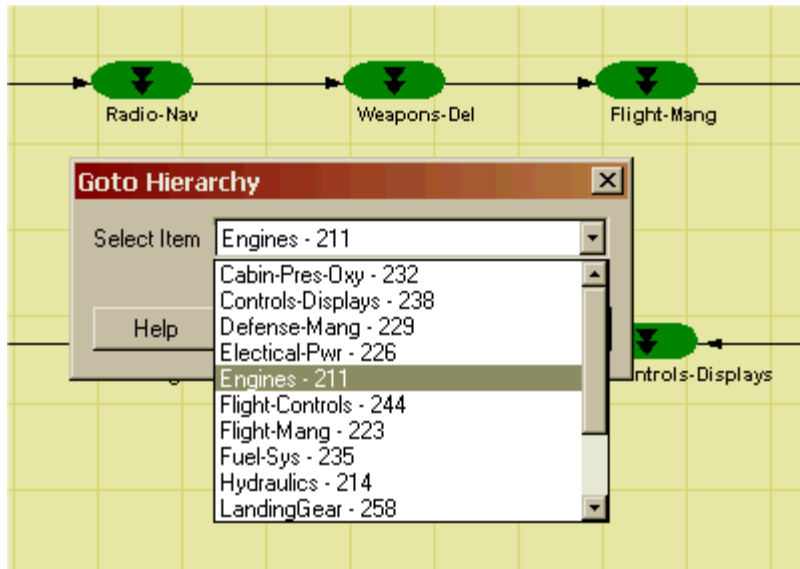 Radio-Nav Weapons-Del Flight-Mang
Goto Hierarchy
Select Item Engines - 211
Cabin-Pres-Oxy - 232
Controls-Displays - 238
Defense-Mang - 229
Electical-Pwr - 226
Engines - 211
Flight-Controls - 244
Flight-Mang - 223
Fuel-Sys - 235
Hydraulics - 214
LandingGear - 258
Help
ntrols-Displays